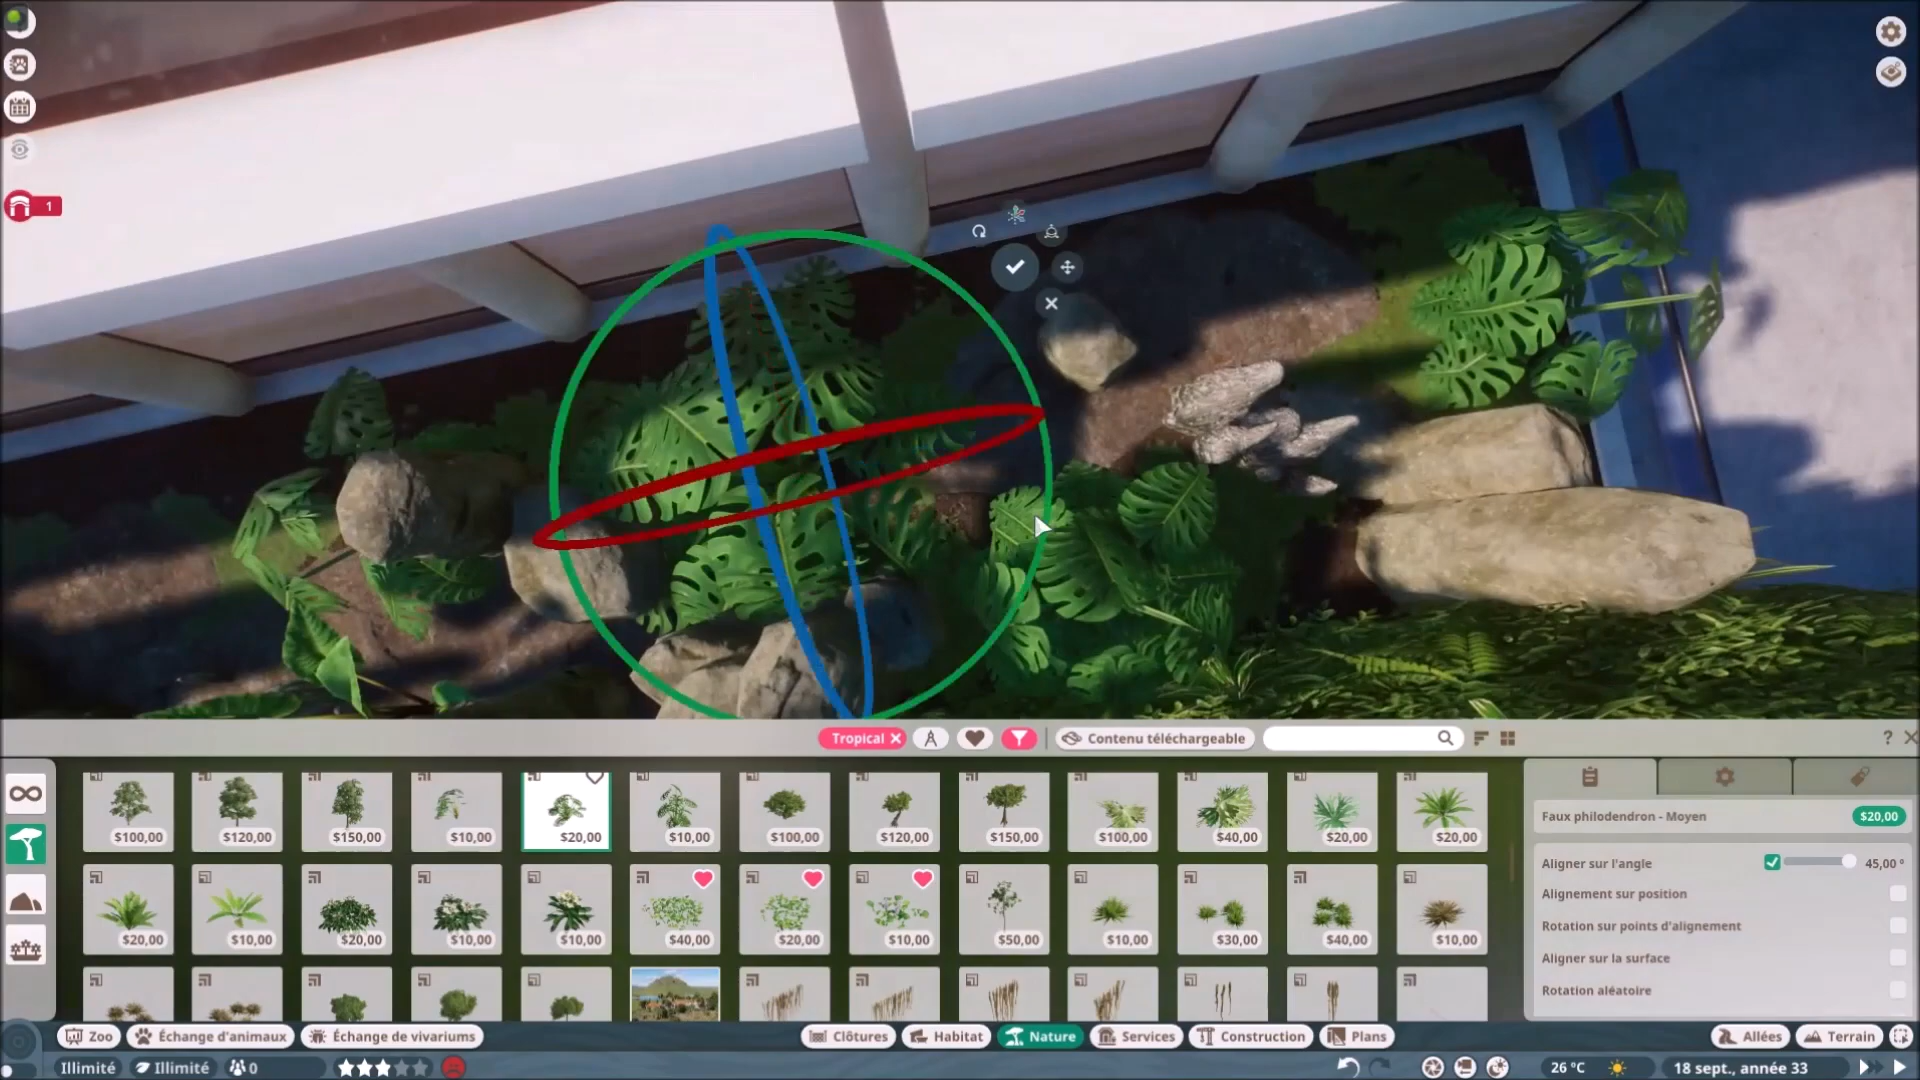 1
Tropical
Contenu téléchargeable
?
$100,00 $120,00 $150,00 $10,00 $20,00 $10,00 $100,00 $120,00 $150,00 $100,00 $40,00 $20,00 $20,00
$20,00 $10,00 $20,00 $10,00 $10,00 $40,00 $20,00 $10,00 $50,00 $10,00 $30,00 $40,00 $10,00
Faux philodendron - Moyen $20,00
Aligner sur l'angle 45,00 °
Alignement sur position
Rotation sur points d'alignement
Aligner sur la surface
Rotation aléatoire
Zoo Échange d'animaux Échange de vivariums Clôtures Habitat Nature Services Construction Plans Allées Terrain
Illimité Illimité 0 26 °C 18 sept., année 33